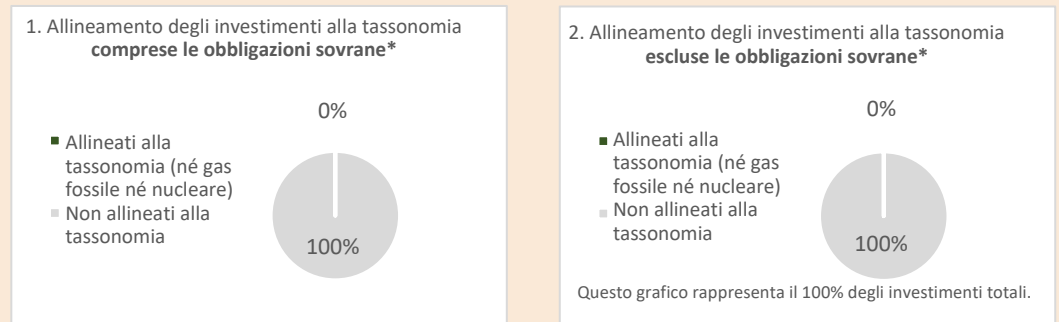 1. Allineamento degli investimenti alla tassonomia
comprese le obbligazioni sovrane*
0%
Allineati alla
tassonomia (né gas
fossile né nucleare)
Non allineati alla
tassonomia
100%
2. Allineamento degli investimenti alla tassonomia
escluse le obbligazioni sovrane*
0%
Allineati alla
tassonomia (né gas
fossile né nucleare)
Non allineati alla
tassonomia
100%
Questo grafico rappresenta il 100% degli investimenti totali.